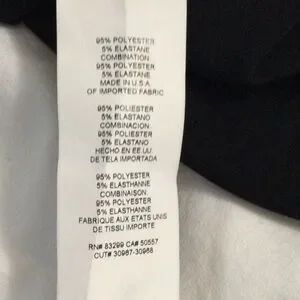 95% POLYESTER
5% ELASTANE
COMBINATION
95% POLYESTER
5% ELASTANE
MADE IN U.S.A.
OF IMPORTED FABRIC
95% POLIESTER
5% ELASTANO
COMBINACION
95% POLIESTER
5% ELASTANO
HECHO EN EE.UU.
DE TELA IMPORTADA
95% POLYESTER
5% ELASTHANNE
COMBINAISON
95% POLYESTER
5% ELASTHANNE
FABRIQUE AUX ETATS UNIS
DE TISSU IMPORTE
RN# 83299 CA# 50557
CUT# 30967-30968